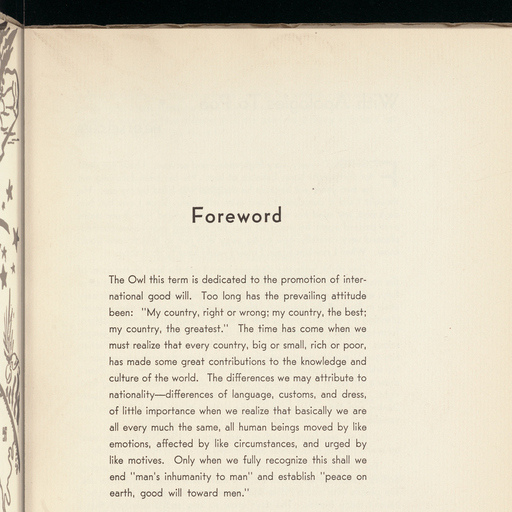 Foreword
The Owl this term is dedicated to the promotion of inter-
national good will. Too long has the prevailing attitude
been: "My country, right or wrong; my country, the best;
my country, the greatest." The time has come when we
must realize that every country, big or small, rich or poor,
has made some great contributions to the knowledge and
culture of the world. The differences we may attribute to
nationality—differences of language, customs, and dress,
of little importance when we realize that basically we are
all every much the same, all human beings moved by like
emotions, affected by like circumstances, and urged by
like motives. Only when we fully recognize this shall we
end "man's inhumanity to man" and establish "peace on
earth, good will toward men."